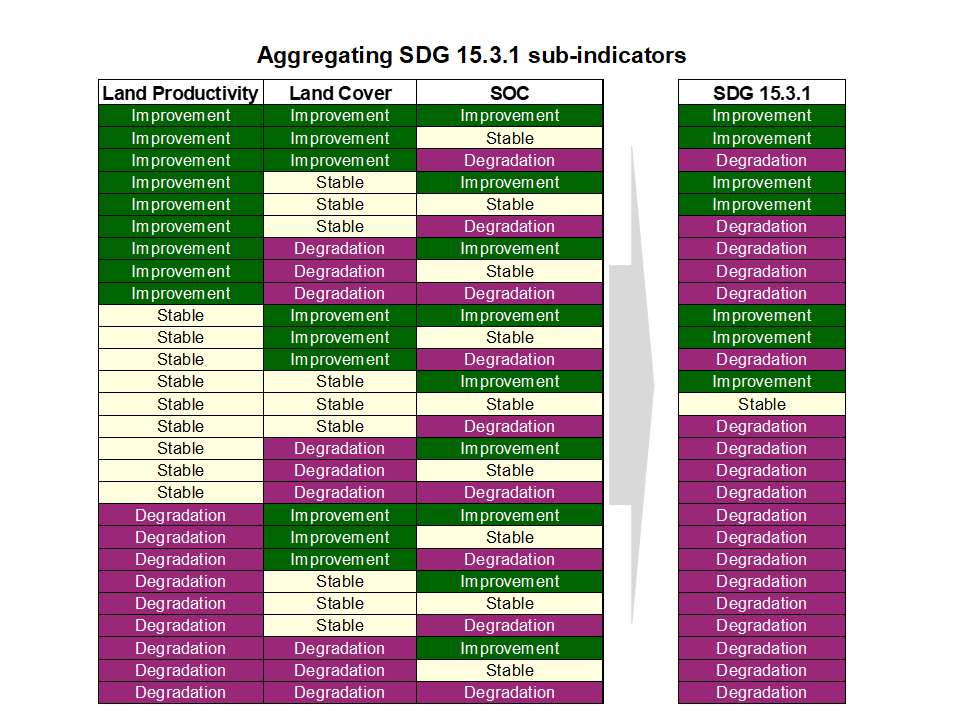 Aggregating SDG 15.3.1 sub-indicators
Land Productivity Land Cover SOC SDG 15.3.1
Improvement Improvement Improvement Improvement
Improvement Improvement Stable Improvement
Improvement Improvement Degradation Degradation
Improvement Stable Improvement Improvement
Improvement Stable Stable Improvement
Improvement Stable Degradation Degradation
Improvement Degradation Improvement Degradation
Improvement Degradation Stable Degradation
Improvement Degradation Degradation Degradation
Stable Improvement Improvement Improvement
Stable Improvement Stable Improvement
Stable Improvement Degradation Degradation
Stable Stable Improvement Improvement
Stable Stable Stable Stable
Stable Stable Degradation Degradation
Stable Degradation Improvement Degradation
Stable Degradation Stable Degradation
Stable Degradation Degradation Degradation
Degradation Improvement Improvement Degradation
Degradation Improvement Stable Degradation
Degradation Improvement Degradation Degradation
Degradation Stable Improvement Degradation
Degradation Stable Stable Degradation
Degradation Stable Degradation Degradation
Degradation Degradation Improvement Degradation
Degradation Degradation Stable Degradation
Degradation Degradation Degradation Degradation